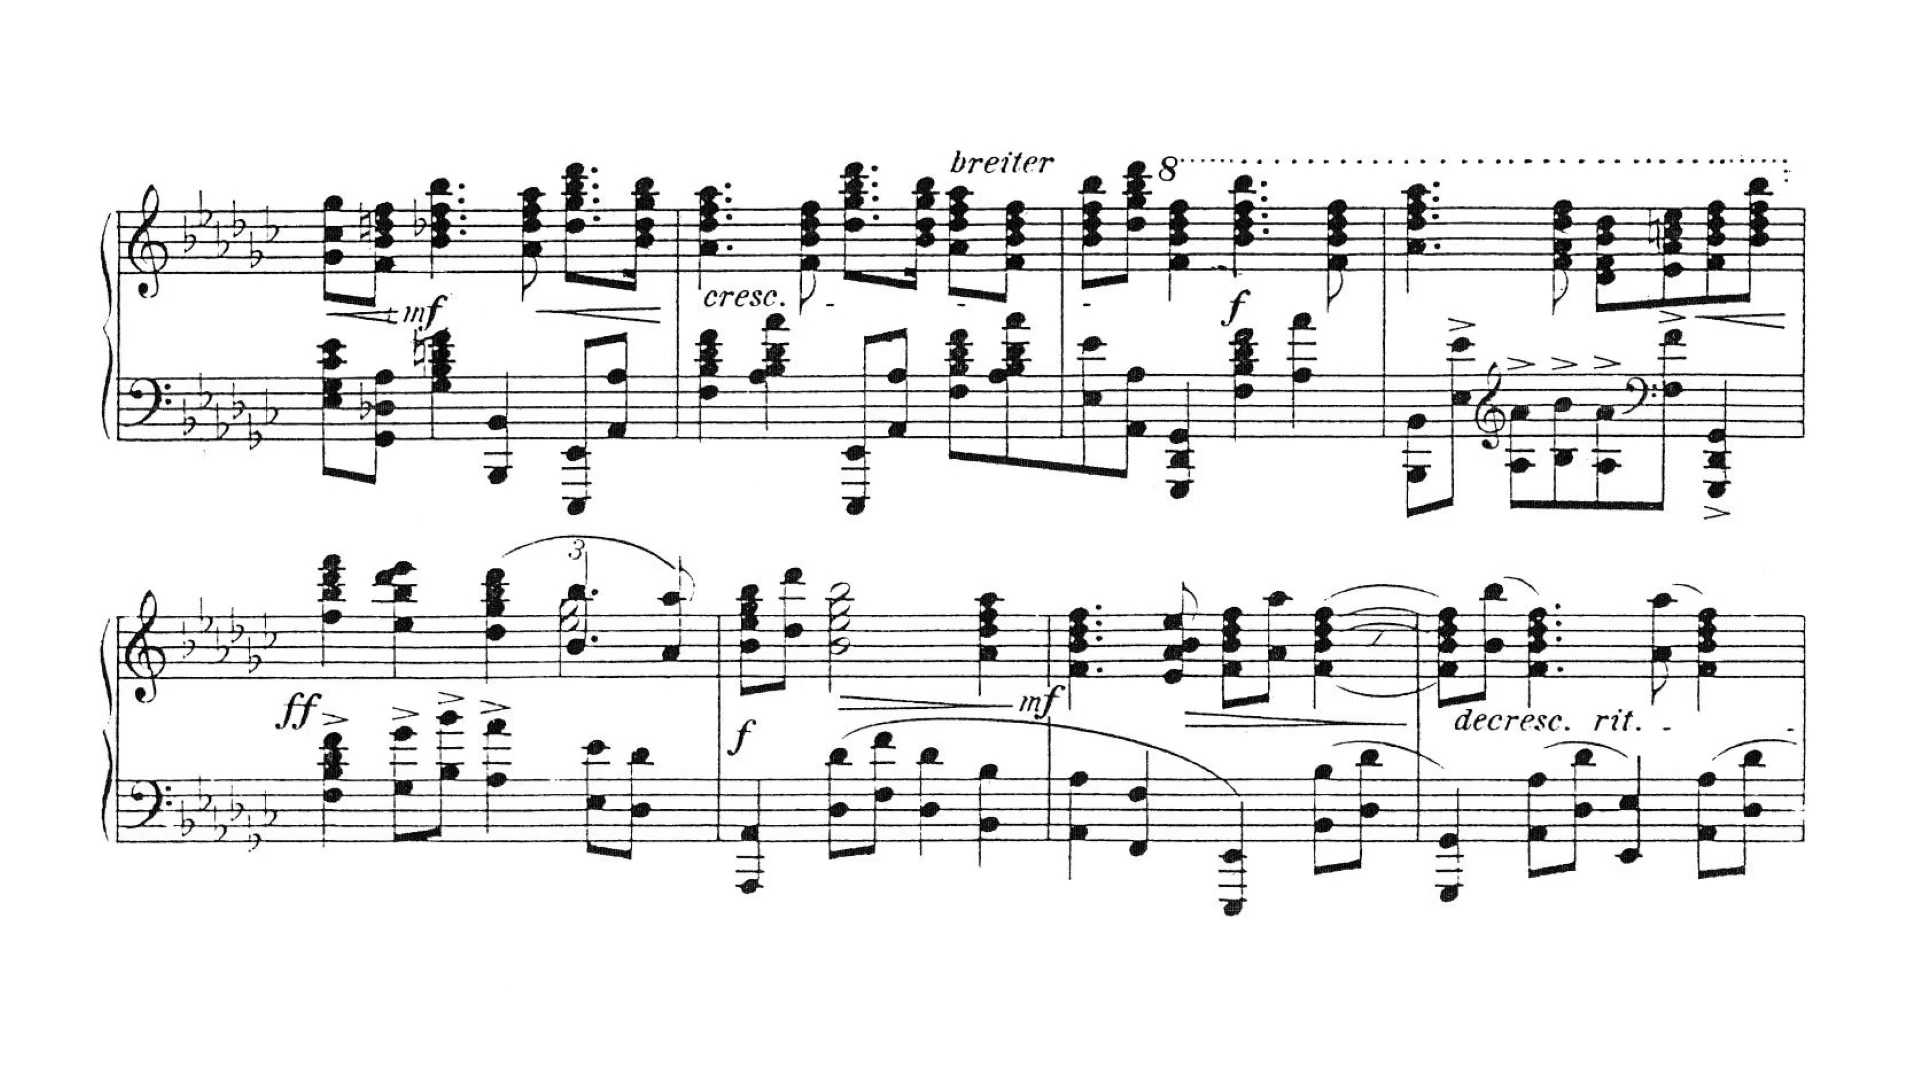 breiter 8
mf cresc. - - - f
3
ff f mf decresc. rit. - -